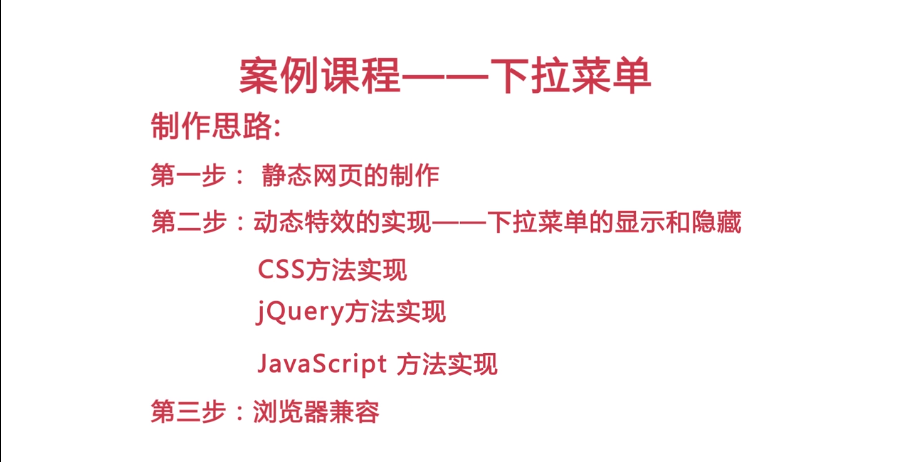 案例课程——下拉菜单
制作思路:
第一步： 静态网页的制作
第二步：动态特效的实现——下拉菜单的显示和隐藏
CSS方法实现
jQuery方法实现
JavaScript 方法实现
第三步：浏览器兼容